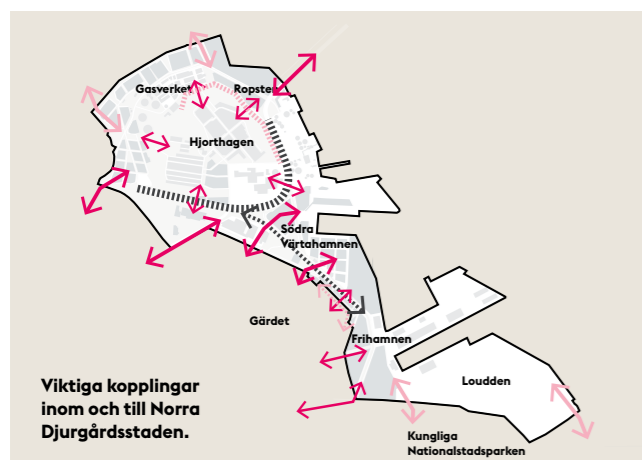 Gasverket
Ropsten
Hjorthagen
Södra
Värtahamnen
Gärdet
Frihamnen
Loudden
Viktiga kopplingar
inom och till Norra
Djurgårdsstaden.
Kungliga
Nationalstadsparken